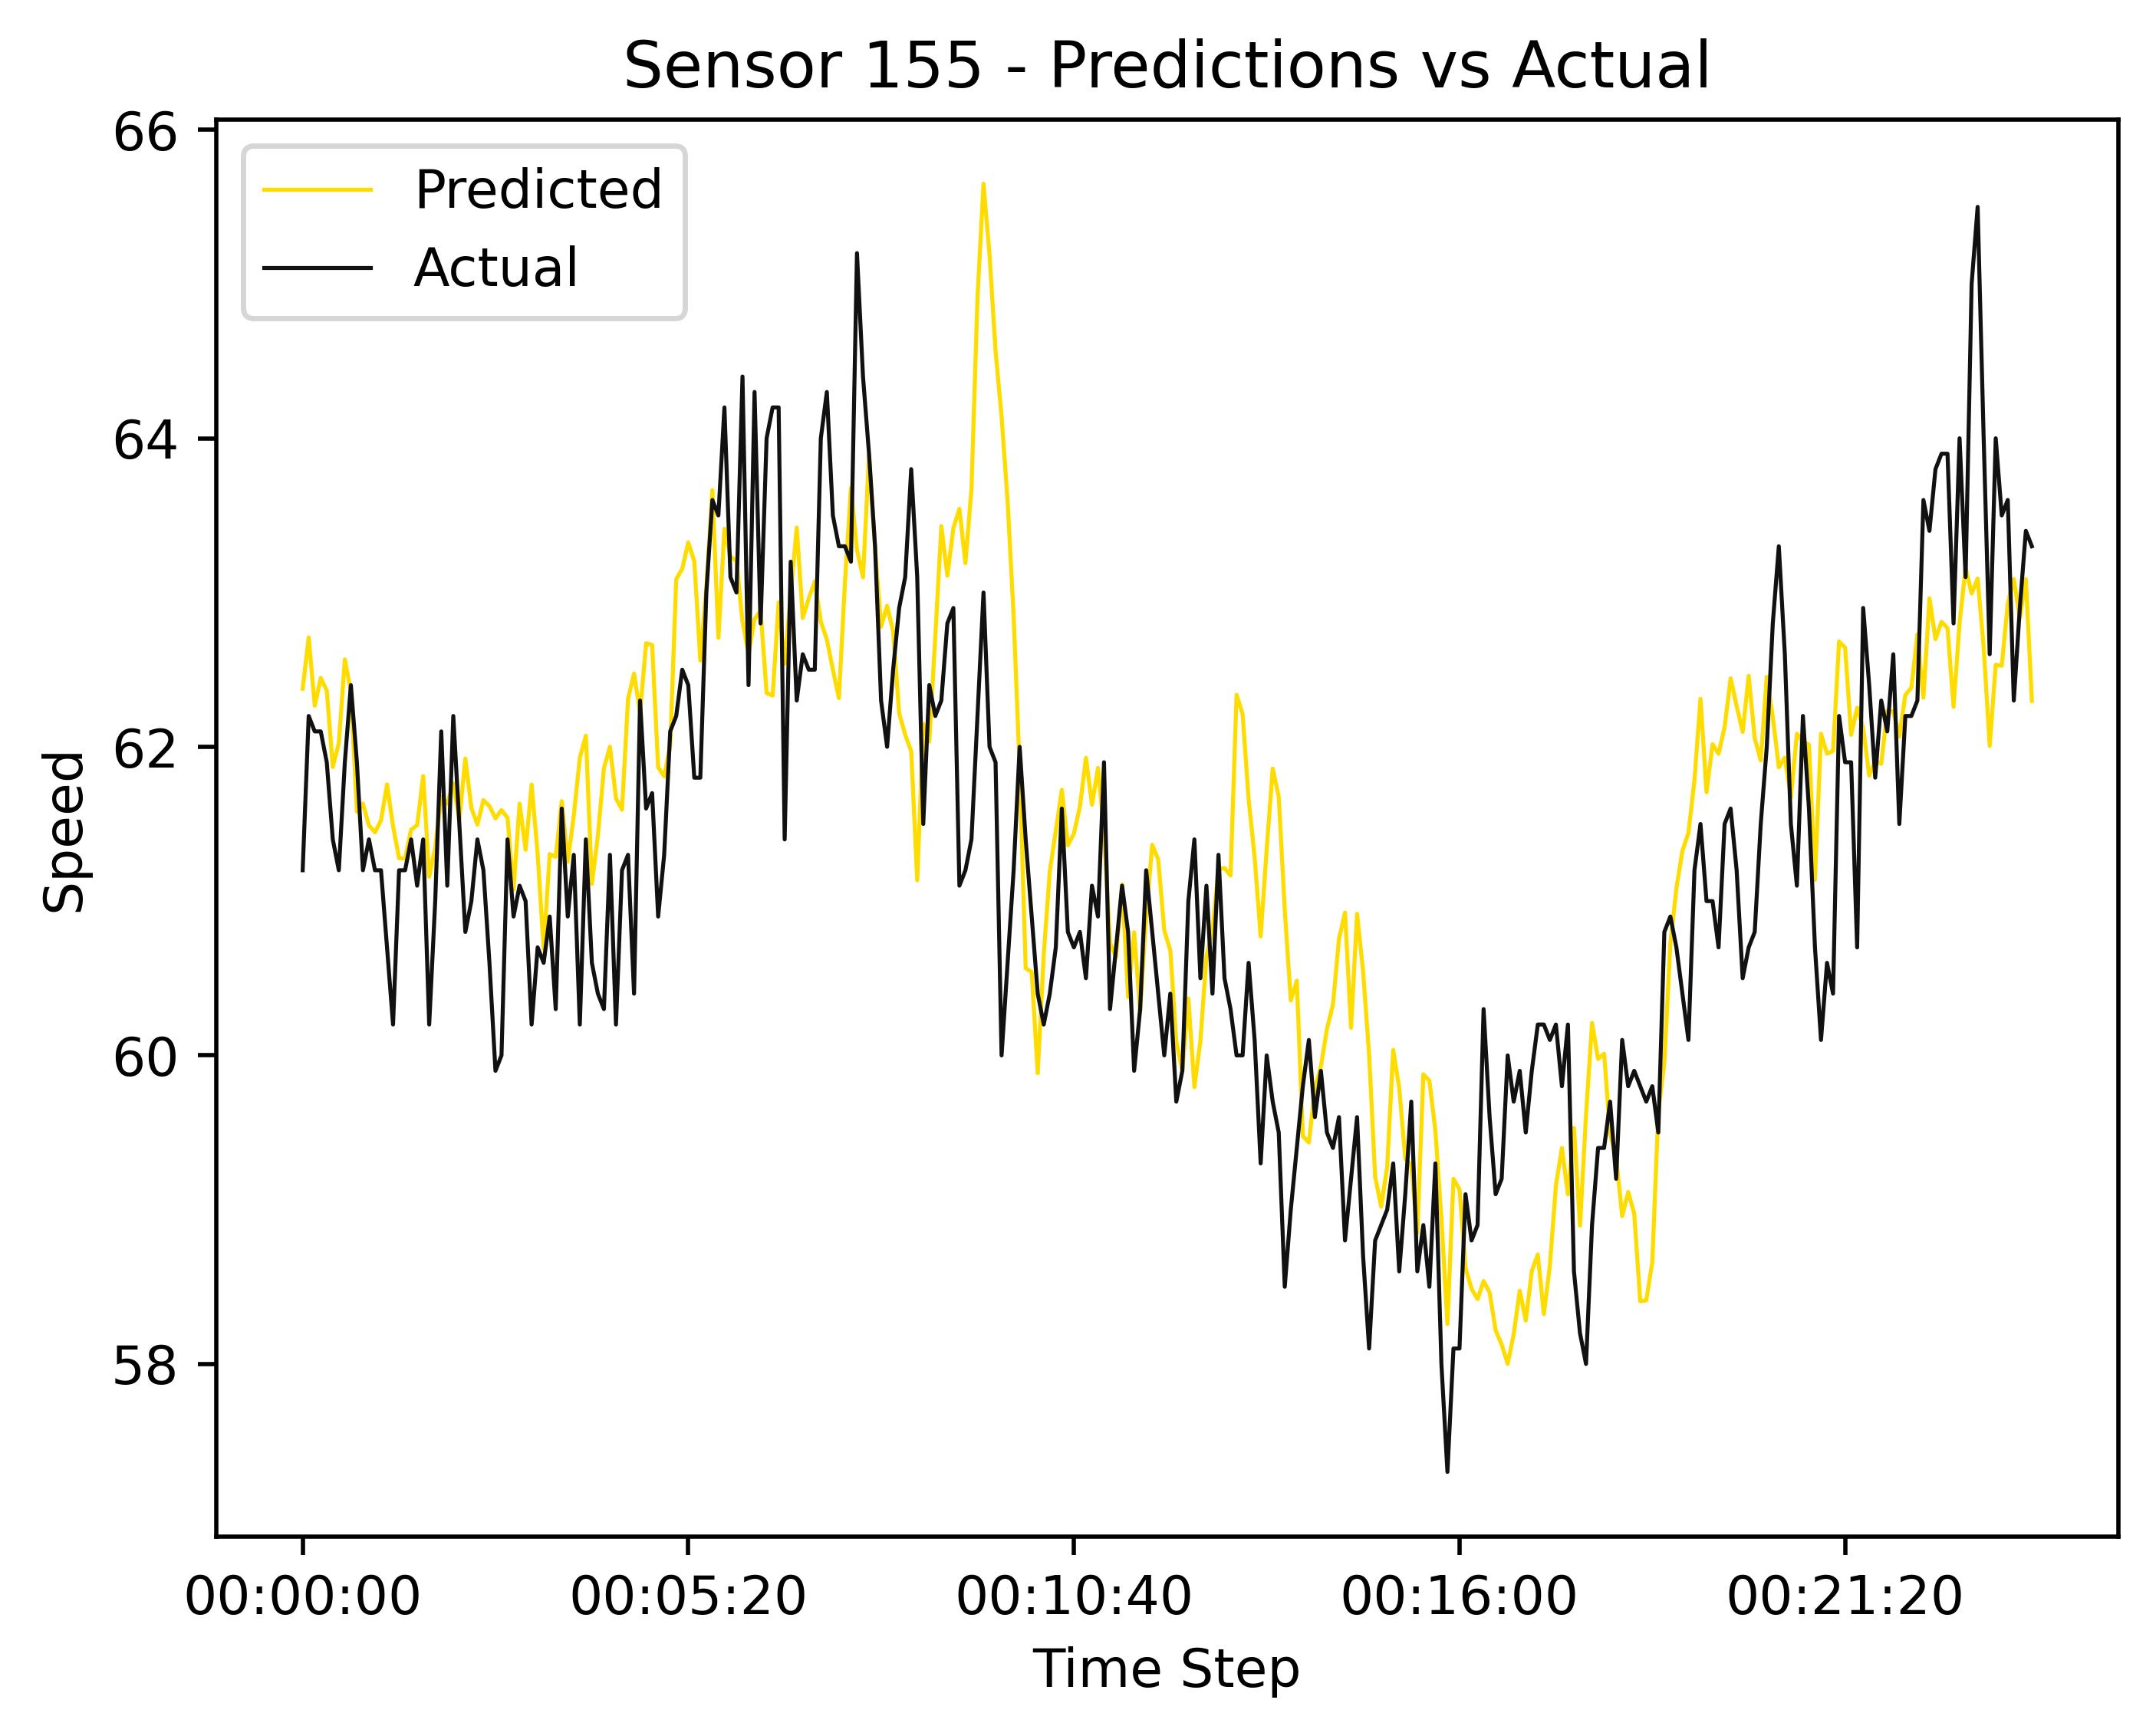 Sensor 155 - Predictions vs Actual
Predicted
Actual
66
64
62
60
58
Speed
00:00:00 00:05:20 00:10:40 00:16:00 00:21:20
Time Step